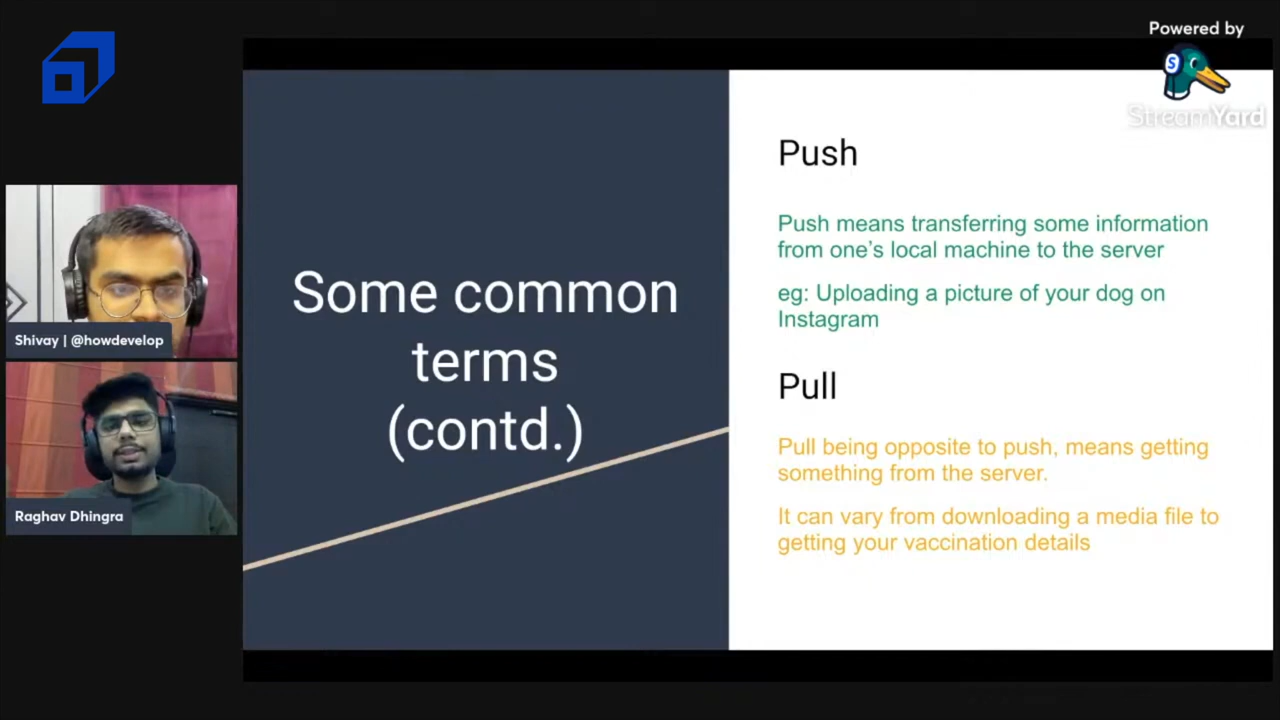 Powered by
S
StreamYard
Some common
terms
(contd.)
Push
Push means transferring some information
from one’s local machine to the server
eg: Uploading a picture of your dog on
Instagram
Pull
Pull being opposite to push, means getting
something from the server.
It can vary from downloading a media file to
getting your vaccination details
Shivay | @howdevelop
Raghav Dhingra